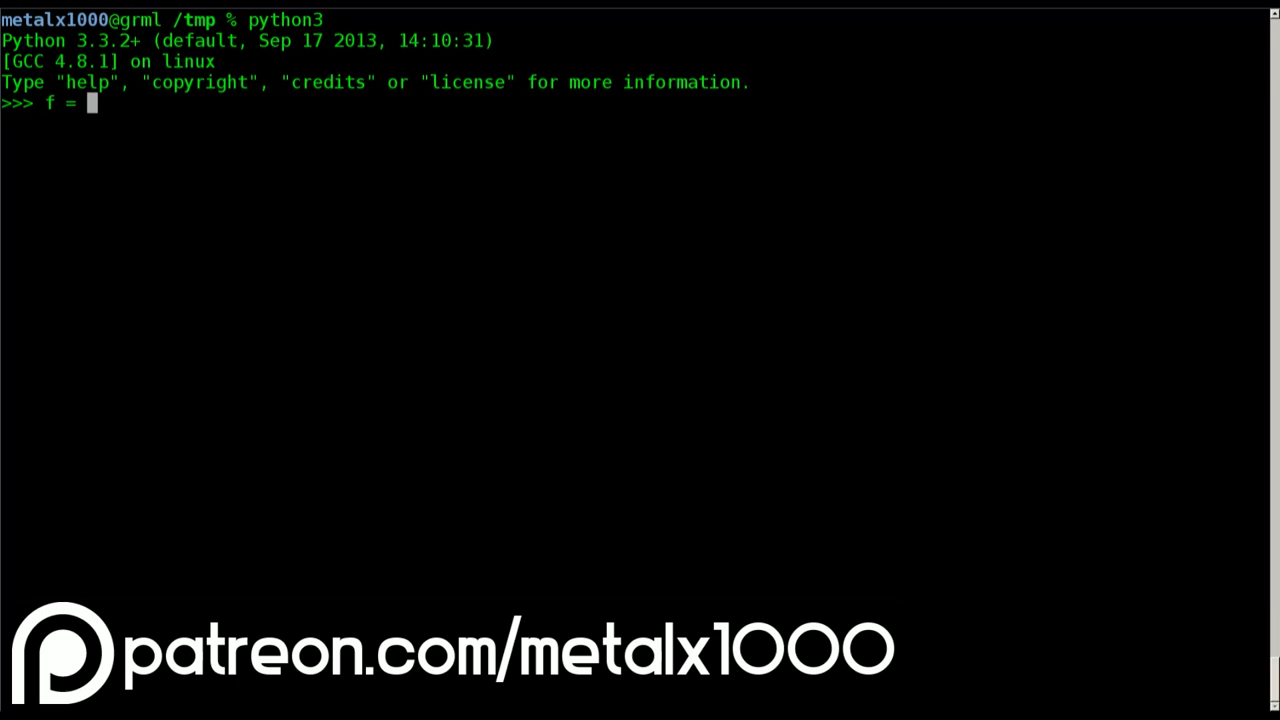 metalx1000@grml /tmp % python3
Python 3.3.2+ (default, Sep 17 2013, 14:10:31)
[GCC 4.8.1] on linux
Type "help", "copyright", "credits" or "license" for more information.
>>> f =
patreon.com/metalx1000